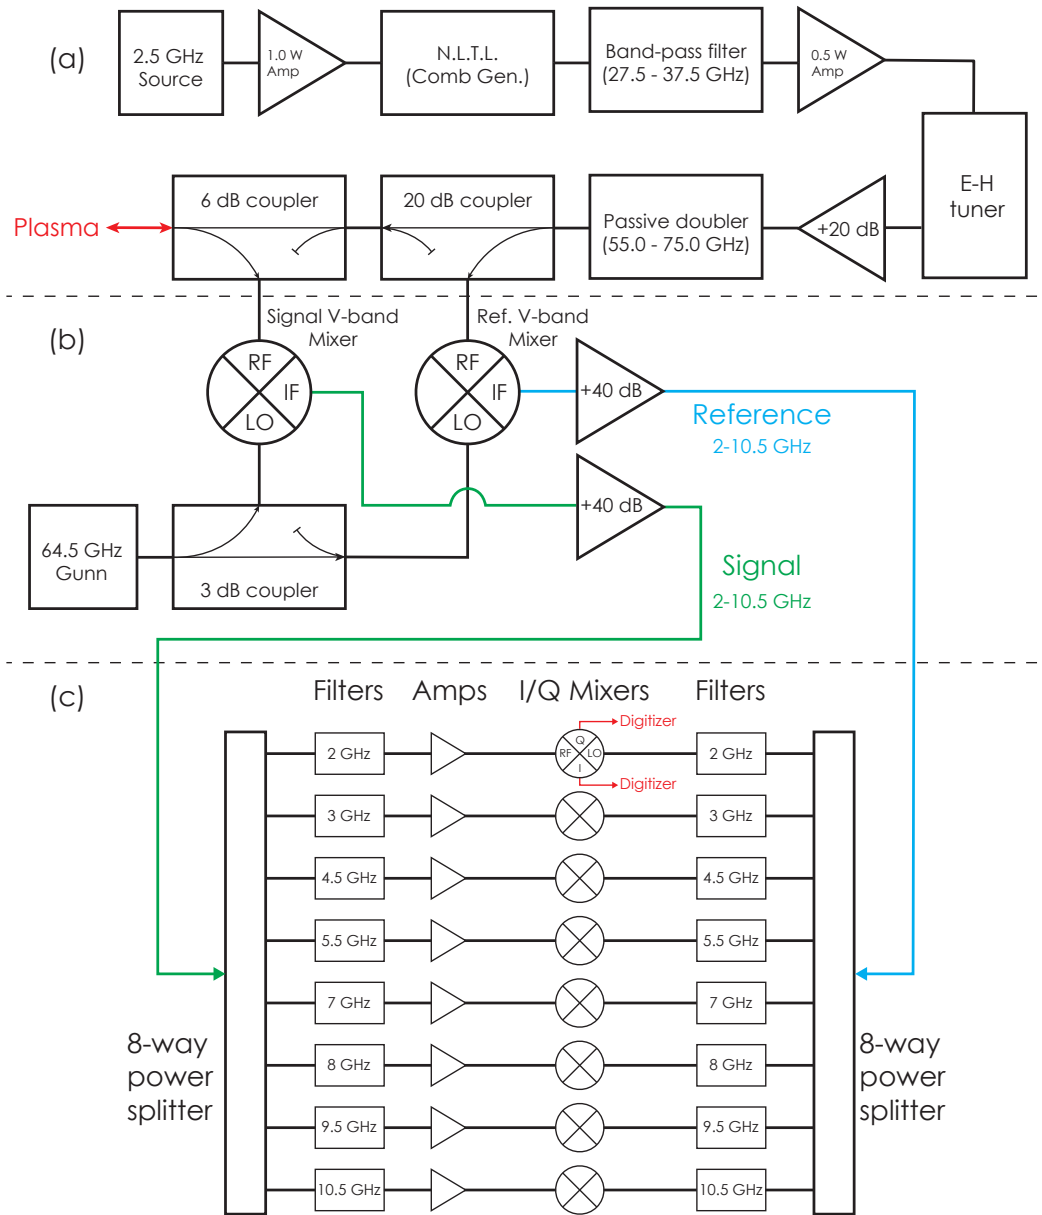 (a)
2.5 GHz
Source
1.0 W
Amp
N.L.T.L.
(Comb Gen.)
Band-pass filter
(27.5 - 37.5 GHz)
0.5 W
Amp
E-H
tuner
+20 dB
Passive doubler
(55.0 - 75.0 GHz)
20 dB coupler
6 dB coupler
Plasma
(b)
Signal V-band
Mixer
Ref. V-band
Mixer
RF
IF
LO
RF
IF
LO
+40 dB
Reference
2-10.5 GHz
+40 dB
Signal
2-10.5 GHz
64.5 GHz
Gunn
3 dB coupler
(c)
Filters
Amps
I/Q Mixers
Filters
2 GHz
Q
RF
LO
I
Digitizer
Digitizer
2 GHz
3 GHz
3 GHz
4.5 GHz
4.5 GHz
5.5 GHz
5.5 GHz
7 GHz
7 GHz
8 GHz
8 GHz
9.5 GHz
9.5 GHz
10.5 GHz
10.5 GHz
8-way
power
splitter
8-way
power
splitter